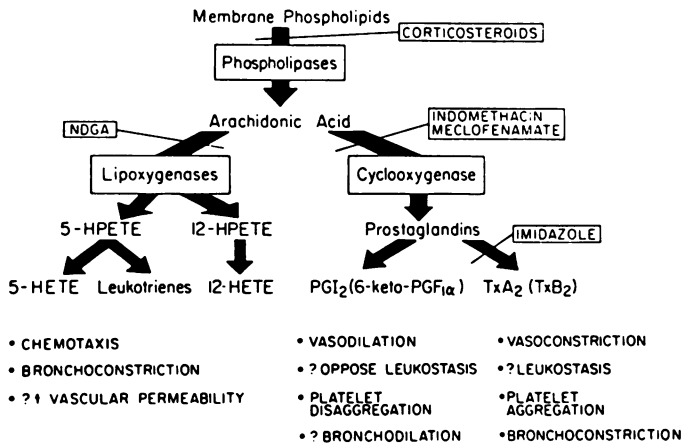 Membrane Phospholipids
CORTICOSTEROIDS
Phospholipases
Arachidonic Acid
NDGA
INDOMETHACIN
MECLOFENAMATE
Lipoxygenases
Cyclooxygenase
5-HPETE
12-HPETE
Prostaglandins
IMIDAZOLE
5-HETE
Leukotrienes
12-HETE
PGI₂(6-keto-PGF₁α)
TxA₂ (TxB₂)
• CHEMOTAXIS
• BRONCHOCONSTRICTION
• ?↑ VASCULAR PERMEABILITY
• VASODILATION
• ?OPPOSE LEUKOSTASIS
• PLATELET
DISAGGREGATION
• ?BRONCHODILATION
• VASOCONSTRICTION
• ?LEUKOSTASIS
• PLATELET
AGGREGATION
• BRONCHOCONSTRICTION